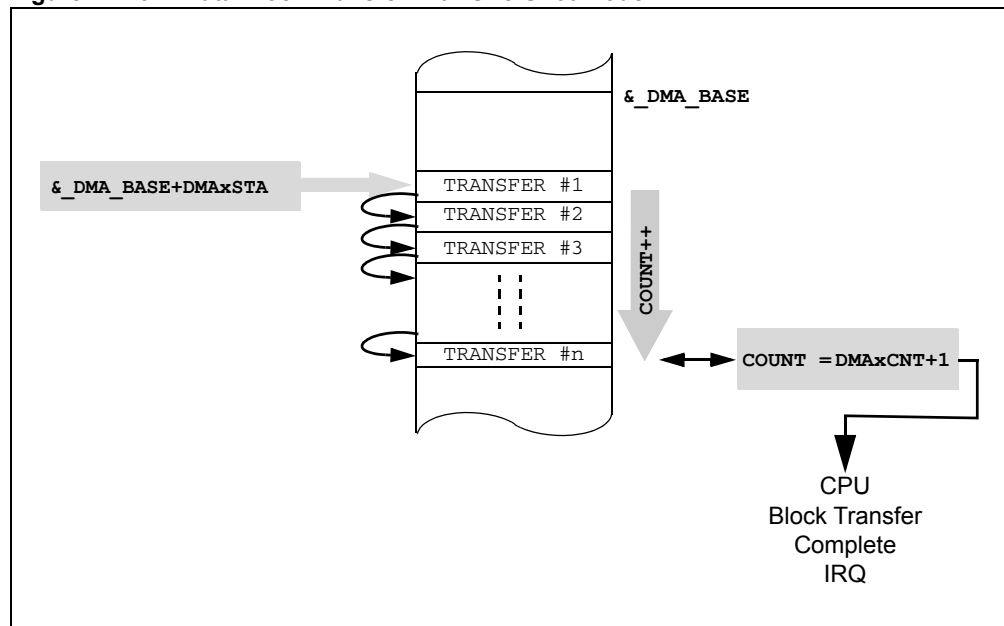 &_DMA_BASE
&_DMA_BASE+DMAxSTA
TRANSFER #1
TRANSFER #2
TRANSFER #3
TRANSFER #n
COUNT++
COUNT =DMAxCNT+1
CPU
Block Transfer
Complete
IRQ